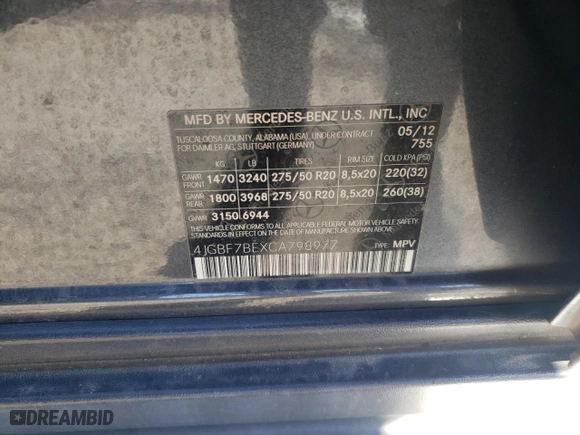 MFD BY MERCEDES-BENZ U.S. INTL., INC
TUSCALOOSA COUNTY, ALABAMA (USA), UNDER CONTRACT 05/12
FOR DAIMLER AG, STUTTGART (GERMANY) 755
KG LB TIRES RIM SIZE COLD KPA (PSI)
GAWR FRONT 1470 3240 275/50 R20 8,5x20 220(32)
GAWR REAR 1800 3968 275/50 R20 8,5x20 260(38)
GVWR 3150 6944
THIS VEHICLE CONFORMS TO ALL APPLICABLE FEDERAL MOTOR VEHICLE SAFETY STANDARDS IN EFFECT ON THE DATE OF MANUFACTURE SHOWN ABOVE.
4JGBF7BEXCA798977 TYPE: MPV
DREAMBID